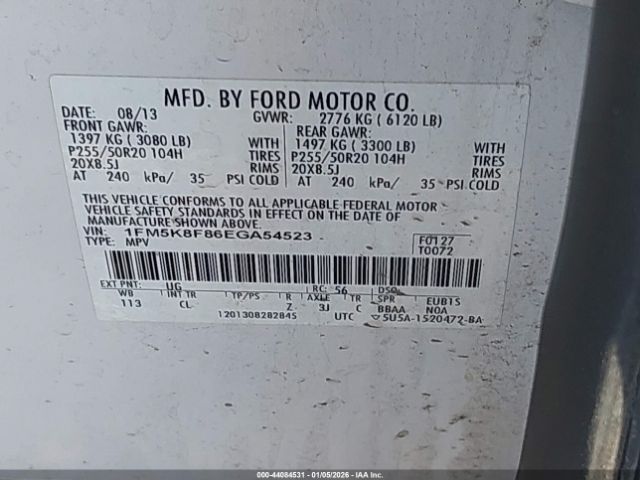 MFD. BY FORD MOTOR CO.
DATE: 08/13 GVWR: 2776 KG ( 6120 LB)
FRONT GAWR: REAR GAWR:
1397 KG ( 3080 LB) 1497 KG ( 3300 LB)
P255/50R20 104H TIRES P255/50R20 104H TIRES
20X8.5J RIMS 20X8.5J RIMS
AT 240 kPa/ 35 PSI COLD AT 240 kPa/ 35 PSI COLD
THIS VEHICLE CONFORMS TO ALL APPLICABLE FEDERAL MOTOR
VEHICLE SAFETY STANDARDS IN EFFECT ON THE DATE OF
MANUFACTURE SHOWN ABOVE.
VIN: 1FM5K8F86EGA54523
TYPE: MPV
F0127
T0072
EXT PNT: UG RC: 56 DSO:
WB INT TR TP/PS R AXLE TR SPR EUB1S
113 CL Z 3J C BBAA NOA
1201308282845 UTC 5U5A-1520472-BA
000-44084531 - 01/05/2026 - IAA Inc.